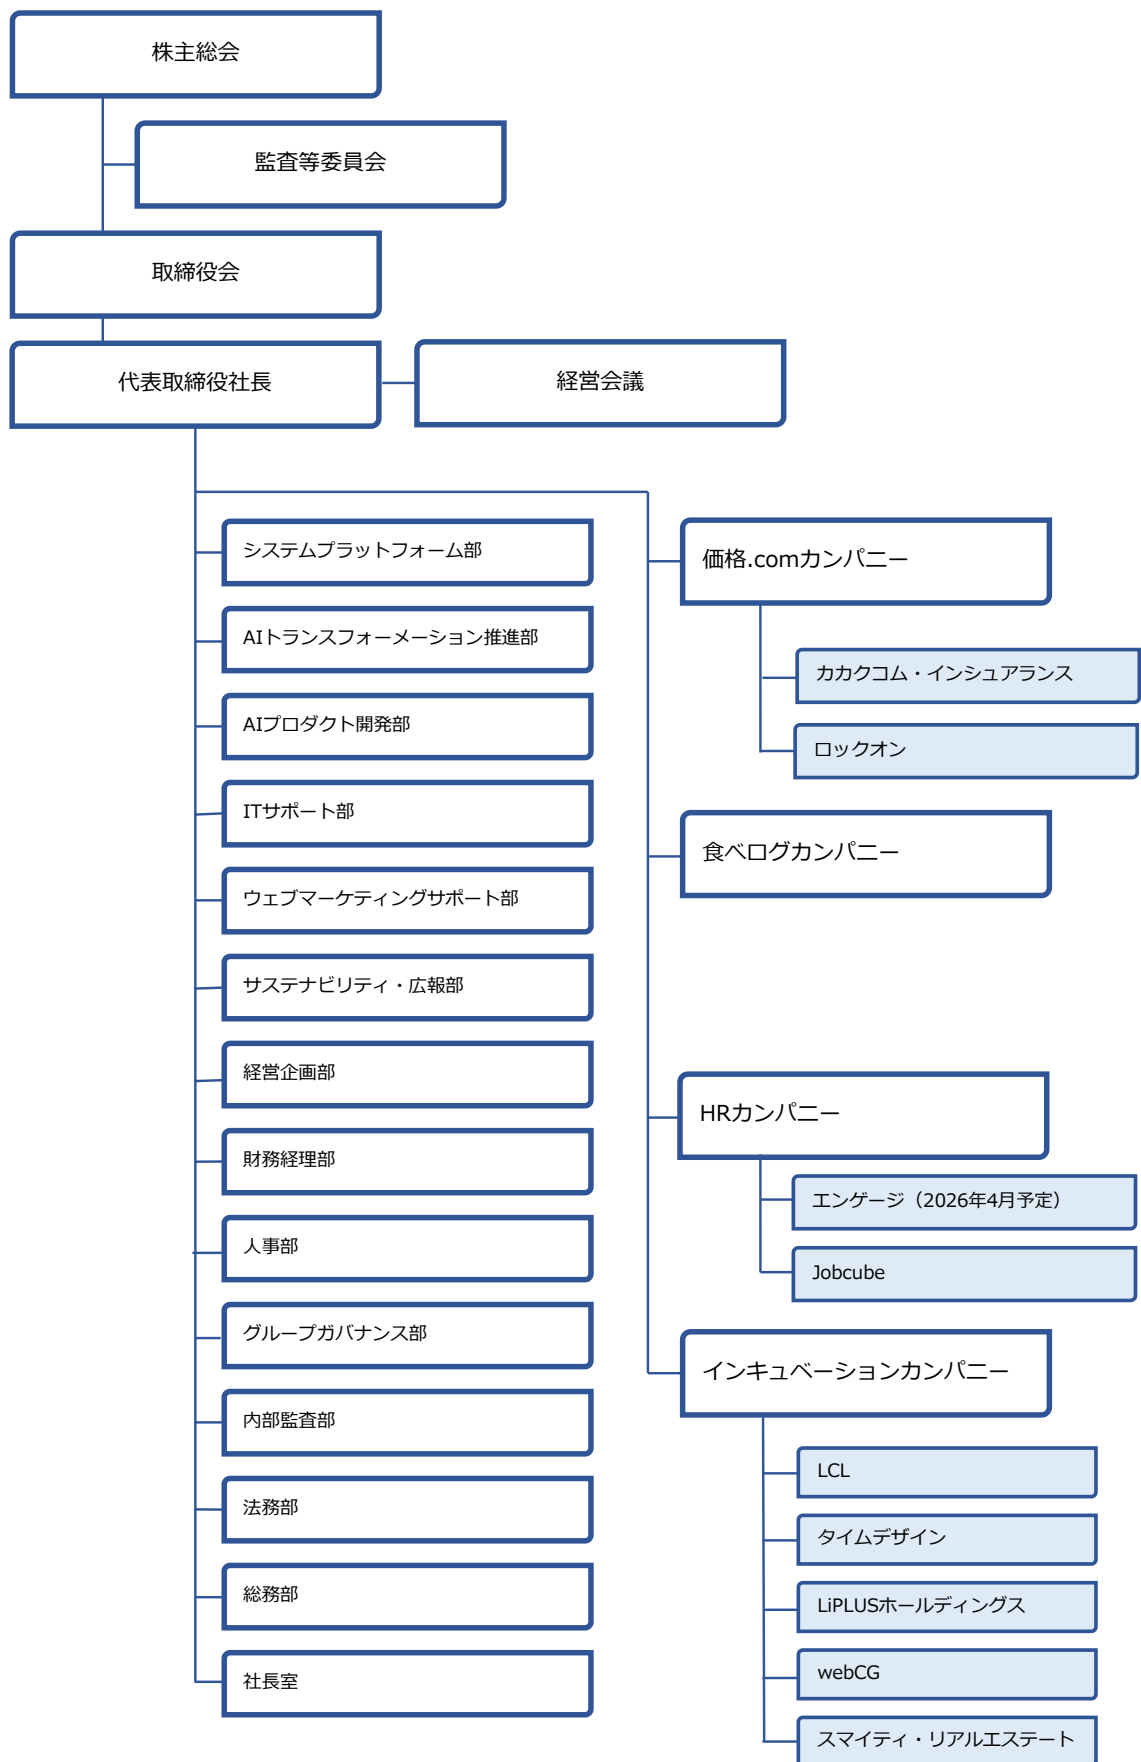 株主総会
監査等委員会
取締役会
代表取締役社長
経営会議
システムプラットフォーム部
AIトランスフォーメーション推進部
AIプロダクト開発部
ITサポート部
ウェブマーケティングサポート部
サステナビリティ・広報部
経営企画部
財務経理部
人事部
グループガバナンス部
内部監査部
法務部
総務部
社長室
価格.comカンパニー
カカクコム・インシュアランス
ロックオン
食べログカンパニー
HRカンパニー
エンゲージ（2026年4月予定）
Jobcube
インキュベーションカンパニー
LCL
タイムデザイン
LiPLUSホールディングス
webCG
スマイティ・リアルエステート